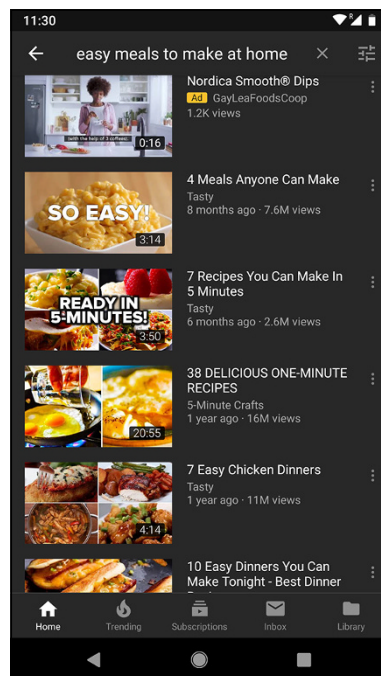 11:30
R
easy meals to make at home
Nordica Smooth® Dips
Ad GayLeaFoodsCoop
1.2K views
(with the help of 3 coffees)
0:16
4 Meals Anyone Can Make
Tasty
8 months ago · 7.6M views
SO EASY!
3:14
7 Recipes You Can Make In
5 Minutes
Tasty
6 months ago · 2.6M views
READY IN
5-MINUTES!
3:50
38 DELICIOUS ONE-MINUTE
RECIPES
5-Minute Crafts
1 year ago · 16M views
20:55
7 Easy Chicken Dinners
Tasty
1 year ago · 11M views
4:14
10 Easy Dinners You Can
Make Tonight - Best Dinner
Home
Trending
Subscriptions
Inbox
Library